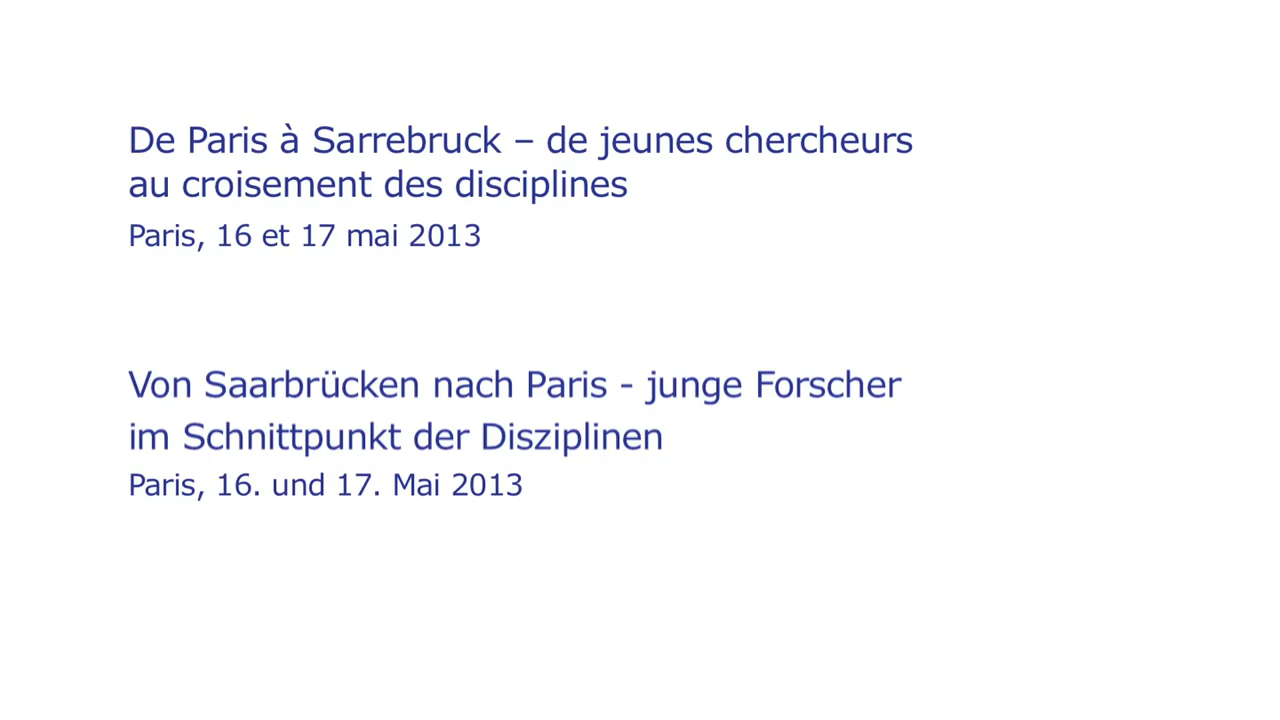 De Paris à Sarrebruck – de jeunes chercheurs
au croisement des disciplines
Paris, 16 et 17 mai 2013
Von Saarbrücken nach Paris - junge Forscher
im Schnittpunkt der Disziplinen
Paris, 16. und 17. Mai 2013